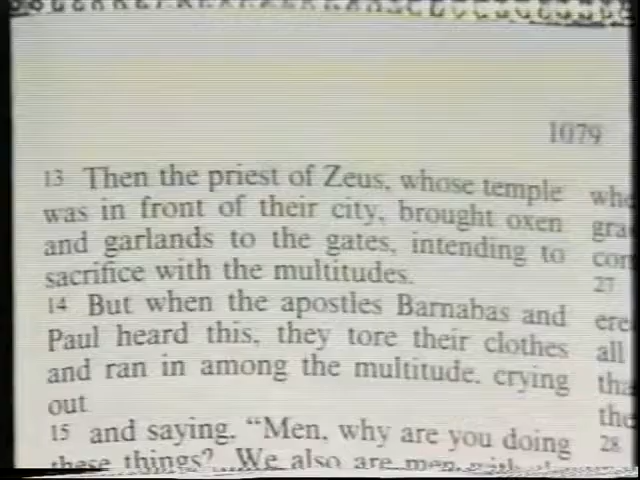 1079
13 Then the priest of Zeus, whose temple
was in front of their city, brought oxen
and garlands to the gates, intending to
sacrifice with the multitudes.
14 But when the apostles Barnabas and
Paul heard this, they tore their clothes
and ran in among the multitude, crying
out
15 and saying, "Men, why are you doing
these things? We also are men
27
all
28